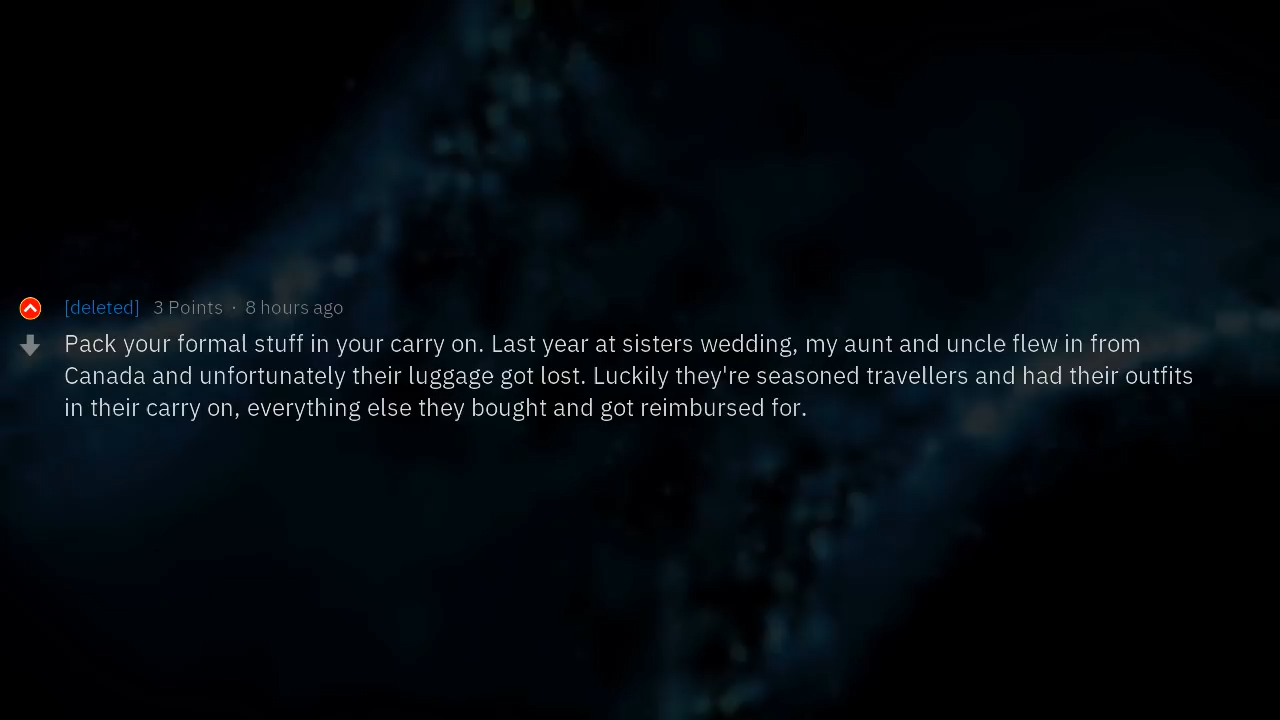 [deleted] 3 Points · 8 hours ago
Pack your formal stuff in your carry on. Last year at sisters wedding, my aunt and uncle flew in from
Canada and unfortunately their luggage got lost. Luckily they're seasoned travellers and had their outfits
in their carry on, everything else they bought and got reimbursed for.